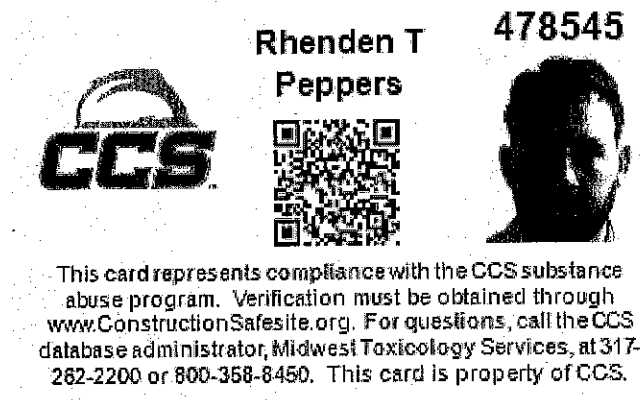 478545
Rhenden T
Peppers
CCS
This card represents compliance with the CCS substance
abuse program. Verification must be obtained through
www.ConstructionSafesite.org. For questions, call the CCS
database administrator, Midwest Toxicology Services, at 317-
262-2200 or 800-358-8450. This card is property of CCS.